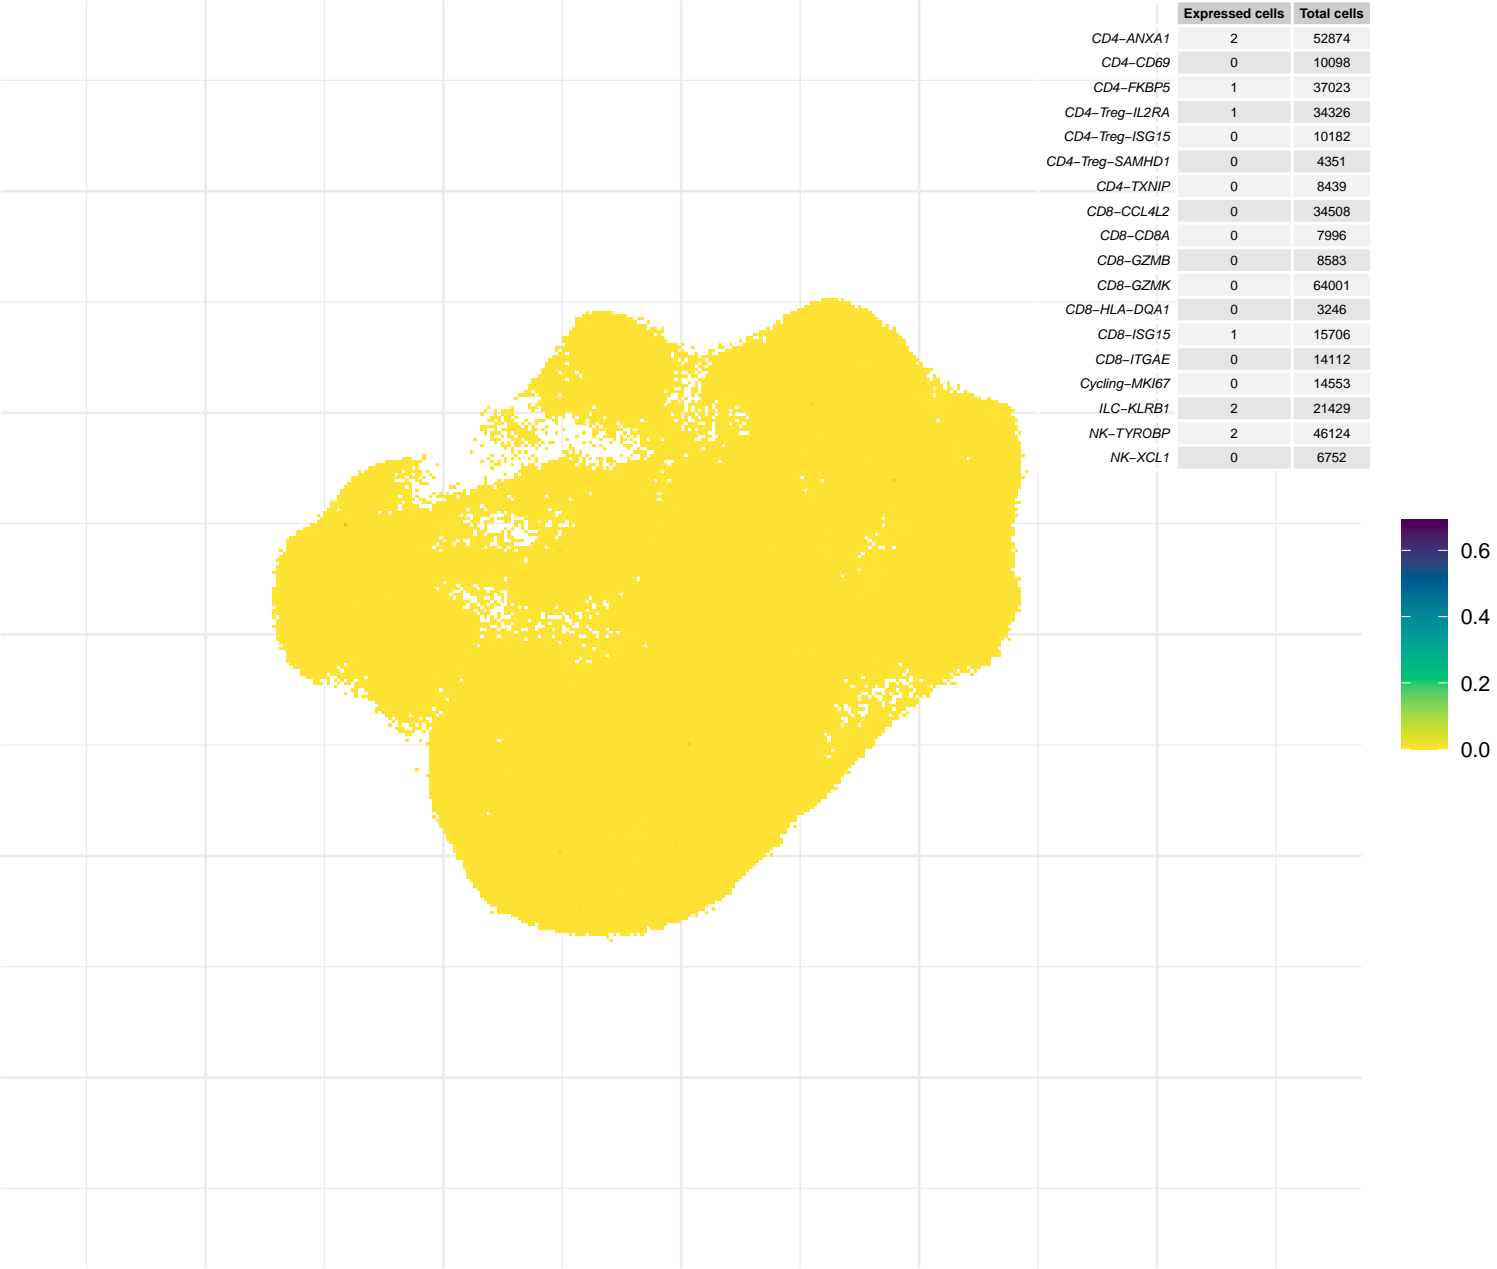 Expressed cells Total cells
CD4−ANXA1 2 52874
CD4−CD69 0 10098
CD4−FKBP5 1 37023
CD4−Treg−IL2RA 1 34326
CD4−Treg−ISG15 0 10182
CD4−Treg−SAMHD1 0 4351
CD4−TXNIP 0 8439
CD8−CCL4L2 0 34508
CD8−CD8A 0 7996
CD8−GZMB 0 8583
CD8−GZMK 0 64001
CD8−HLA−DQA1 0 3246
CD8−ISG15 1 15706
CD8−ITGAE 0 14112
Cycling−MKI67 0 14553
ILC−KLRB1 2 21429
NK−TYROBP 2 46124
NK−XCL1 0 6752
0.6
0.4
0.2
0.0